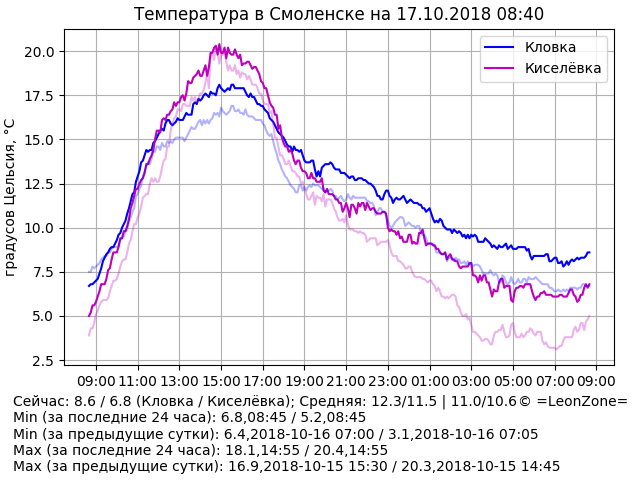 Температура в Смоленске на 17.10.2018 08:40
градусов Цельсия, °C
20.0
17.5
15.0
12.5
10.0
7.5
5.0
2.5
Кловка
Киселёвка
09:00 11:00 13:00 15:00 17:00 19:00 21:00 23:00 01:00 03:00 05:00 07:00 09:00
Сейчас: 8.6 / 6.8 (Кловка / Киселёвка); Средняя: 12.3/11.5 | 11.0/10.6© =LeonZone=
Min (за последние 24 часа): 6.8,08:45 / 5.2,08:45
Min (за предыдущие сутки): 6.4,2018-10-16 07:00 / 3.1,2018-10-16 07:05
Max (за последние 24 часа): 18.1,14:55 / 20.4,14:55
Max (за предыдущие сутки): 16.9,2018-10-15 15:30 / 20.3,2018-10-15 14:45